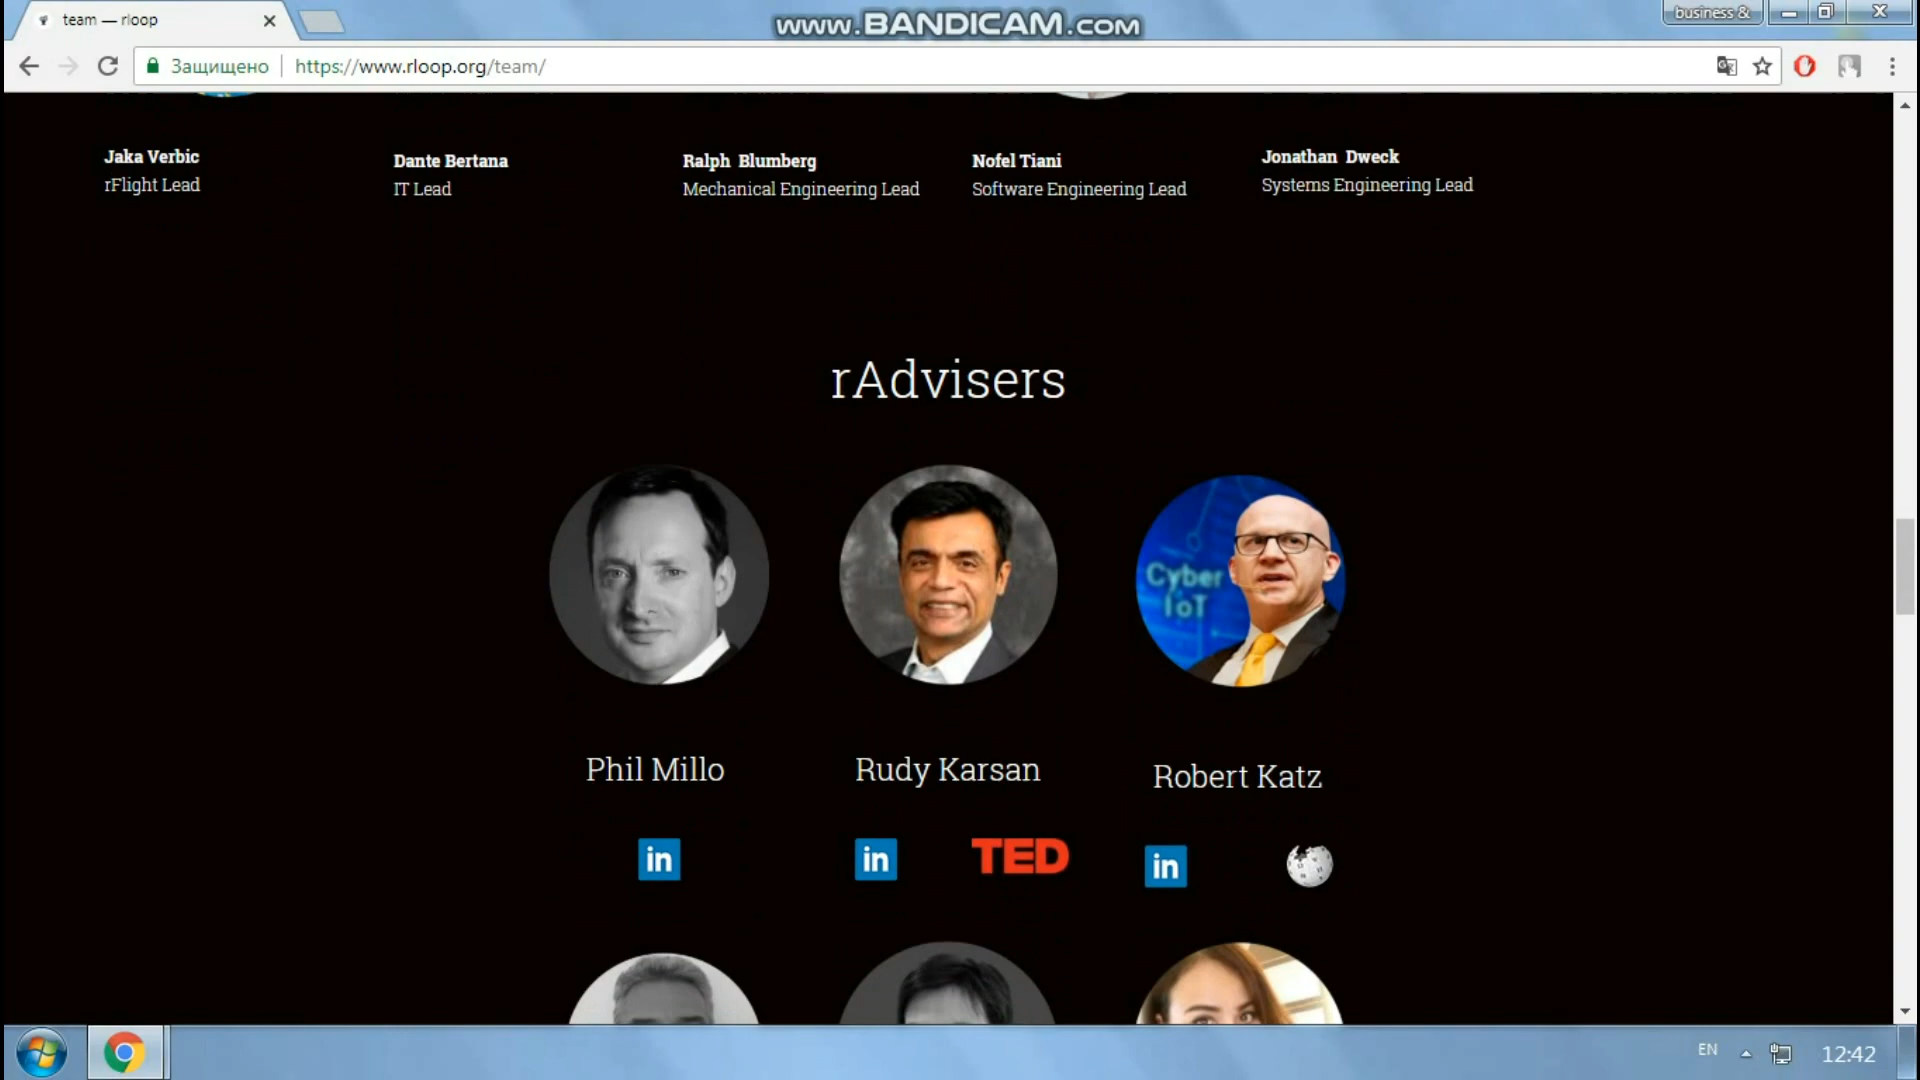 team — rloop
www.BANDICAM.com
business &
Защищено
https://www.rloop.org/team/
Jaka Verbic
rFlight Lead
Dante Bertana
IT Lead
Ralph Blumberg
Mechanical Engineering Lead
Nofel Tiani
Software Engineering Lead
Jonathan Dweck
Systems Engineering Lead
rAdvisers
Cyber
IoT
Phil Millo
Rudy Karsan
Robert Katz
in
in
TED
in
EN
12:42